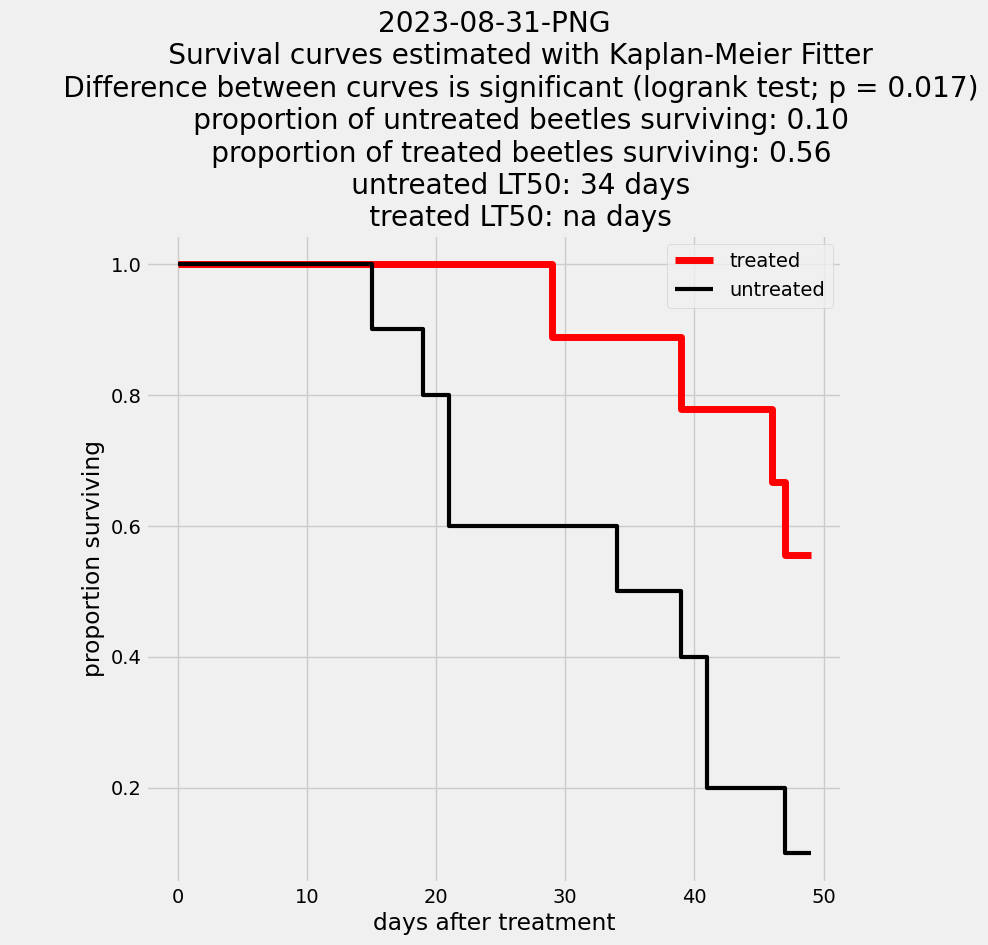 2023-08-31-PNG
Survival curves estimated with Kaplan-Meier Fitter
Difference between curves is significant (logrank test; p = 0.017)
proportion of untreated beetles surviving: 0.10
proportion of treated beetles surviving: 0.56
untreated LT50: 34 days
treated LT50: na days
treated
untreated
1.0
0.8
0.6
0.4
0.2
proportion surviving
0 10 20 30 40 50
days after treatment